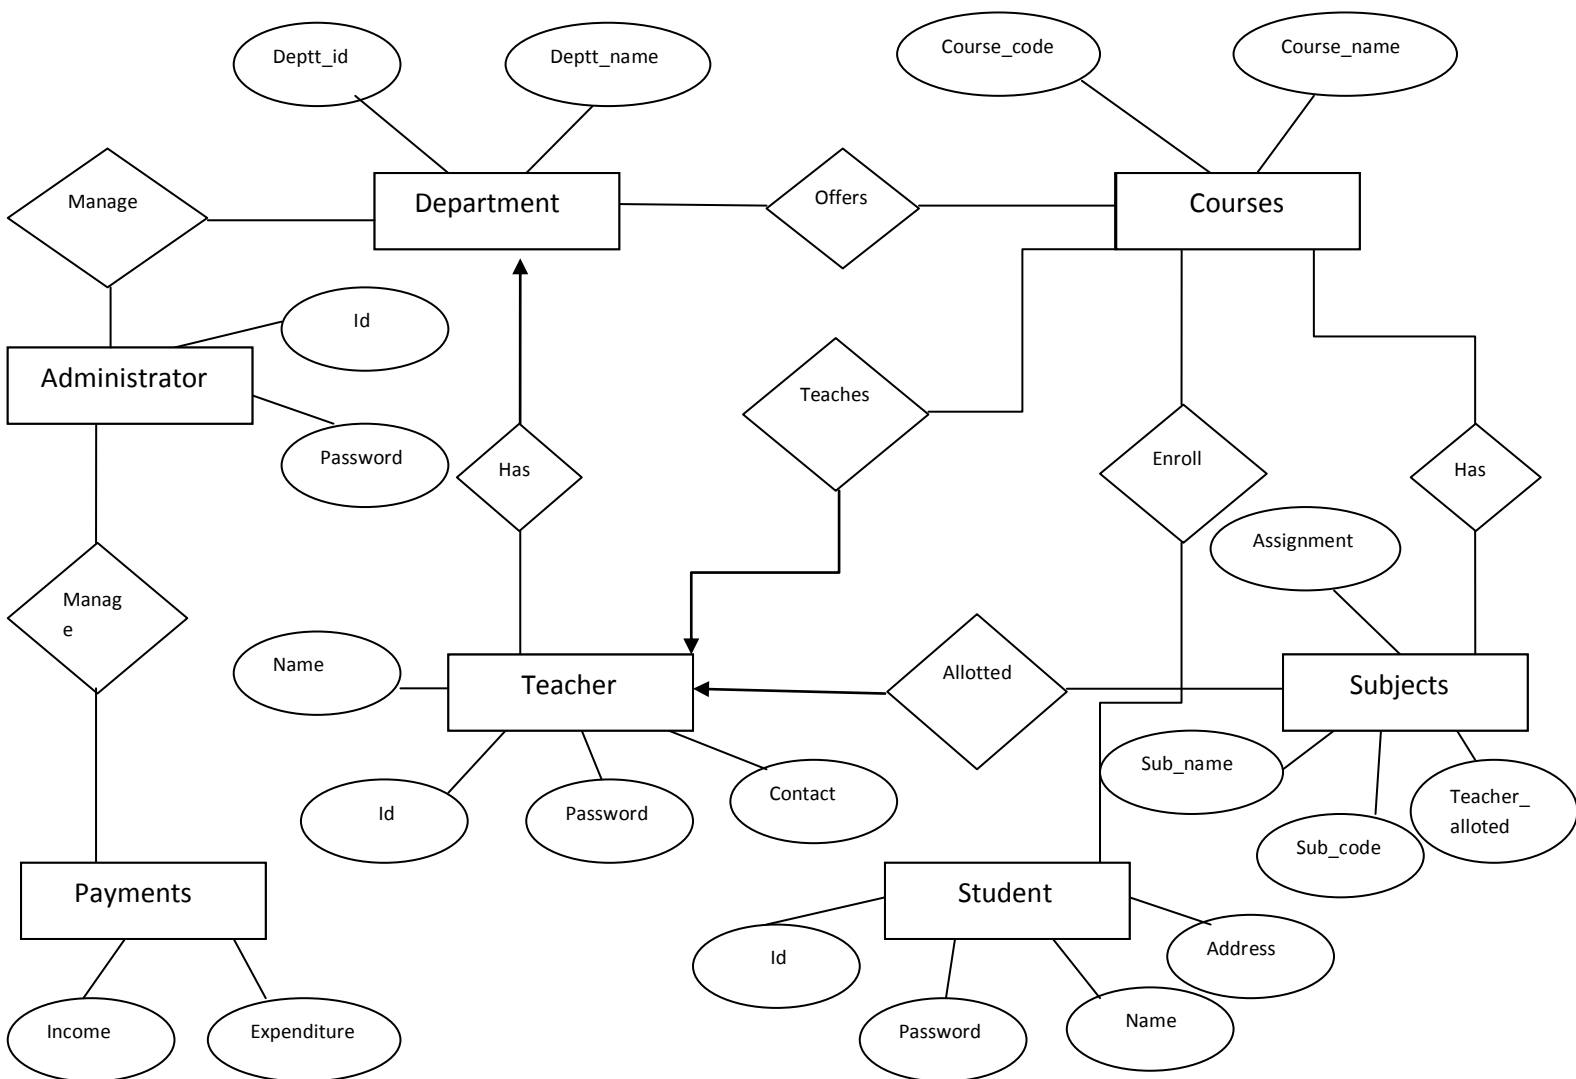 Deptt_id
Deptt_name
Course_code
Course_name
Manage
Department
Offers
Courses
Id
Administrator
Teaches
Password
Has
Enroll
Has
Assignment
Manag
e
Name
Teacher
Allotted
Subjects
Id
Password
Contact
Sub_name
Sub_code
Teacher_
alloted
Payments
Student
Id
Address
Income
Expenditure
Password
Name